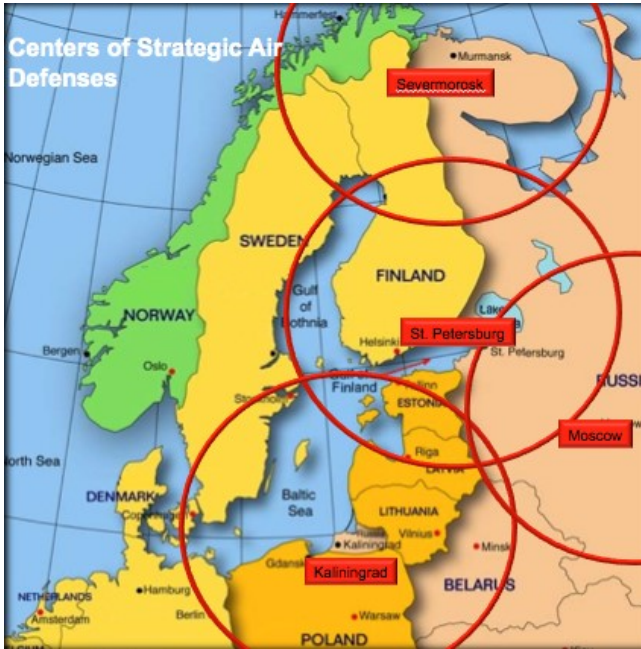 Hammerfest
Centers of Strategic Air
Defenses
Murmansk
Severmorosk
Norwegian Sea
SWEDEN
FINLAND
NORWAY
Gulf
of
Bothnia
Lake
St. Petersburg
Helsinki
St. Petersburg
Bergen
Oslo
Gulf of
Finland
Tallinn
RUSSI
Stockholm
ESTONIA
Moscow
North Sea
Riga
LATVIA
Baltic
Sea
DENMARK
Copenhagen
LITHUANIA
Russia
Vilnius
Kaliningrad
Minsk
Gdansk
Kaliningrad
BELARUS
Hamburg
NETHERLANDS
Amsterdam
Berlin
Warsaw
POLAND